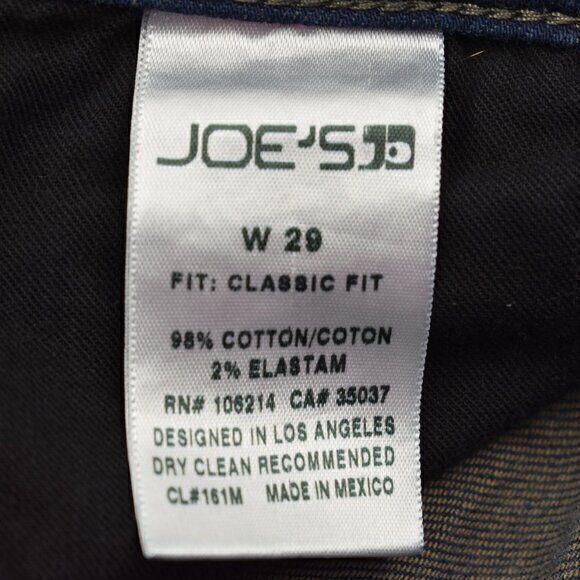 JOE'S
W 29
FIT: CLASSIC FIT
98% COTTON/COTON
2% ELASTAM
RN# 106214 CA# 35037
DESIGNED IN LOS ANGELES
DRY CLEAN RECOMMENDED
CL#161M MADE IN MEXICO